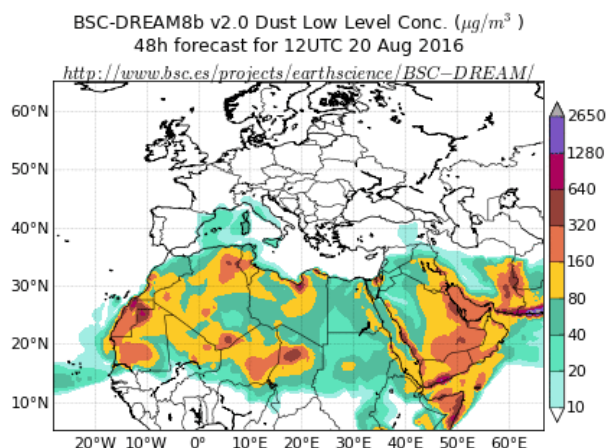 BSC-DREAM8b v2.0 Dust Low Level Conc. (μg/m³ )
48h forecast for 12UTC 20 Aug 2016
http://www.bsc.es/projects/earthscience/BSC−DREAM/
60°N
50°N
40°N
30°N
20°N
10°N
20°W 10°W 0° 10°E 20°E 30°E 40°E 50°E 60°E
2650
1280
640
320
160
80
40
20
10